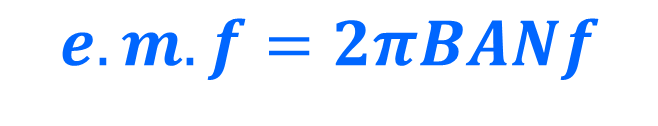 e.m.f = 2πBANf